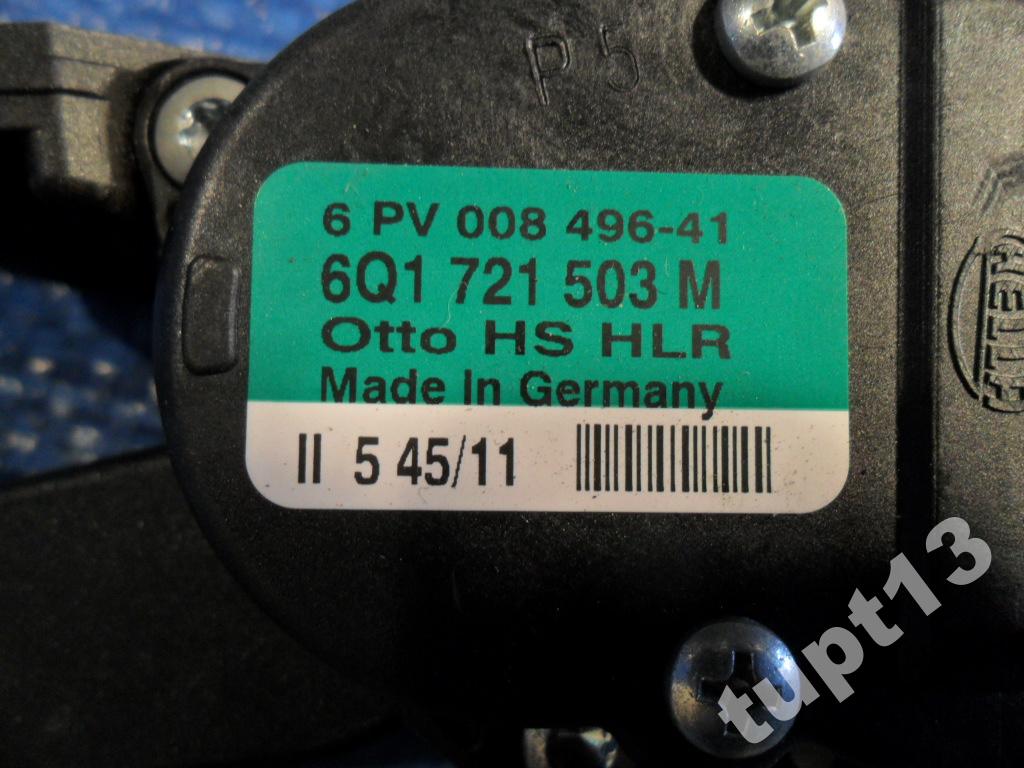 P5
6 PV 008 496-41
6Q1 721 503 M
Otto HS HLR
Made In Germany
II 5 45/11
HELLA
tupt13